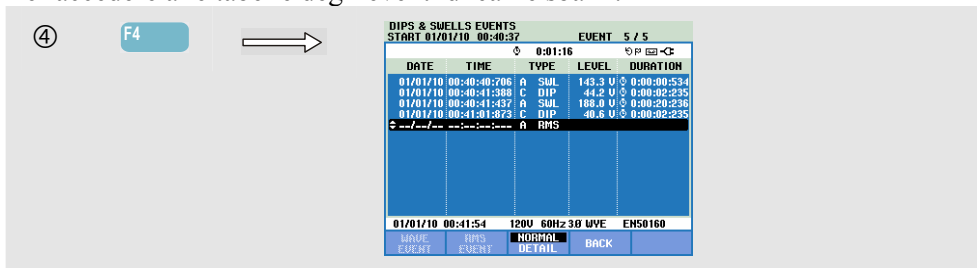 ④ F4
DIPS & SWELLS EVENTS
START 01/01/10 00:40:37 EVENT 5 / 5
0:01:16
DATE TIME TYPE LEVEL DURATION
01/01/10 00:40:40:706 A SWL 143.3 V 0:00:00:534
01/01/10 00:40:41:388 C DIP 44.2 V 0:00:02:235
01/01/10 00:40:41:437 A SWL 188.0 V 0:00:20:236
01/01/10 00:41:01:873 C DIP 40.6 V 0:00:02:235
--/--/-- --:--:--:--- A RMS
01/01/10 00:41:54 120V 60Hz 3Ø WYE EN50160
WAVE EVENT RMS EVENT NORMAL DETAIL BACK